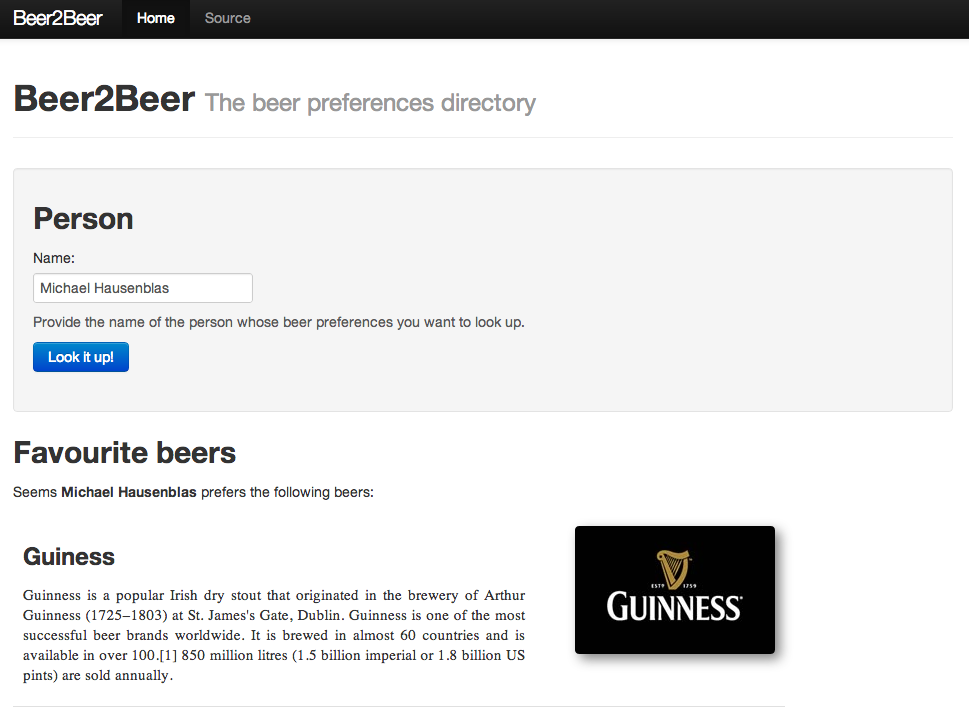 Beer2Beer Home Source
Beer2Beer The beer preferences directory
Person
Name:
Michael Hausenblas
Provide the name of the person whose beer preferences you want to look up.
Look it up!
Favourite beers
Seems Michael Hausenblas prefers the following beers:
Guiness
Guinness is a popular Irish dry stout that originated in the brewery of Arthur
Guinness (1725–1803) at St. James's Gate, Dublin. Guinness is one of the most
successful beer brands worldwide. It is brewed in almost 60 countries and is
available in over 100.[1] 850 million litres (1.5 billion imperial or 1.8 billion US
pints) are sold annually.
ESTD 1759
GUINNESS